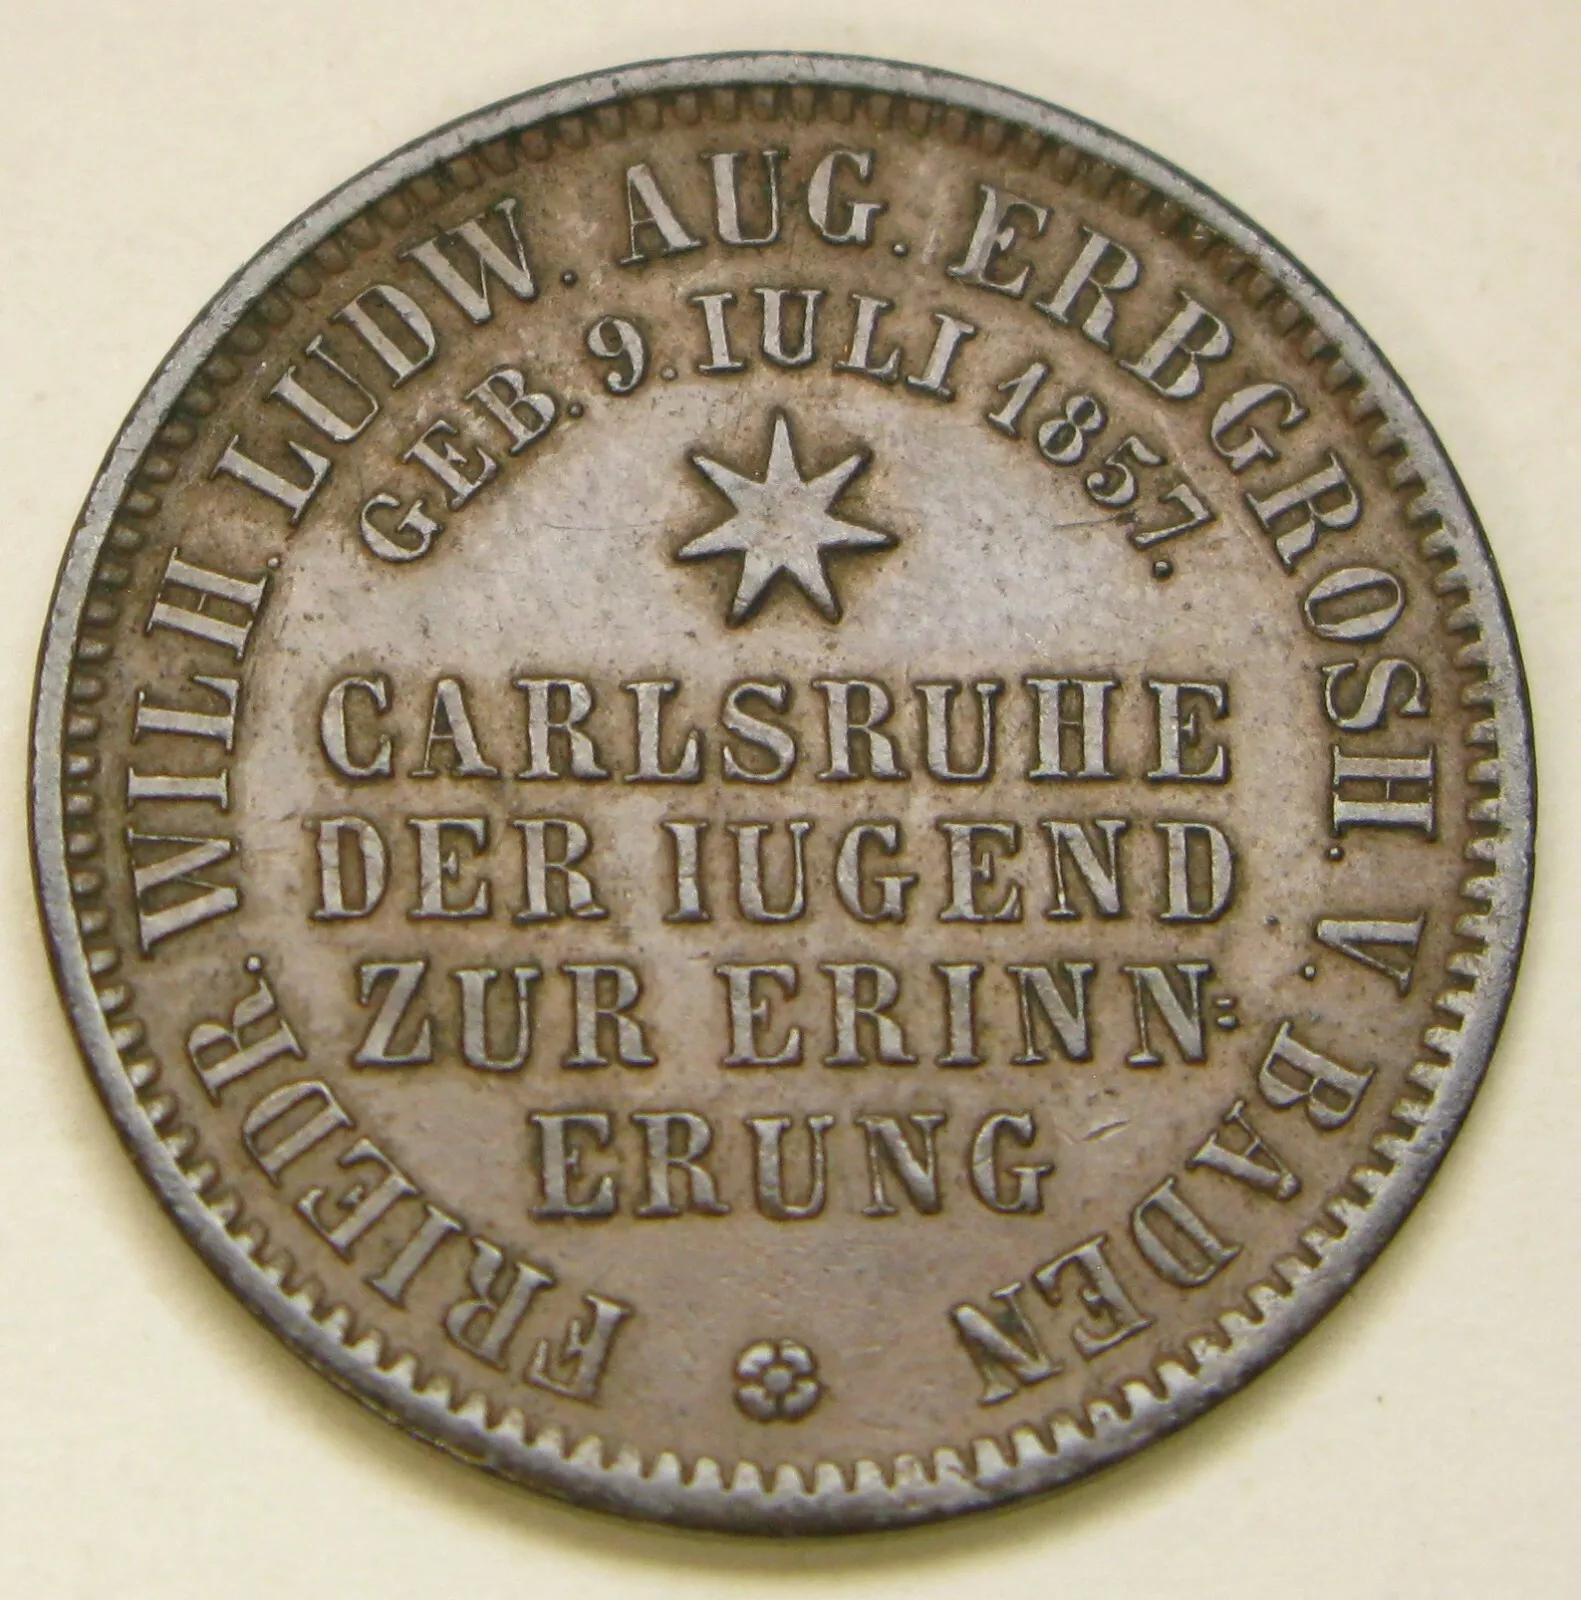 FRIEDR. WILH. LUDW. AUG. ERBGROSH. V. BADEN
GEB. 9. IULI 1857.
CARLSRUHE
DER IUGEND
ZUR ERINN:
ERUNG